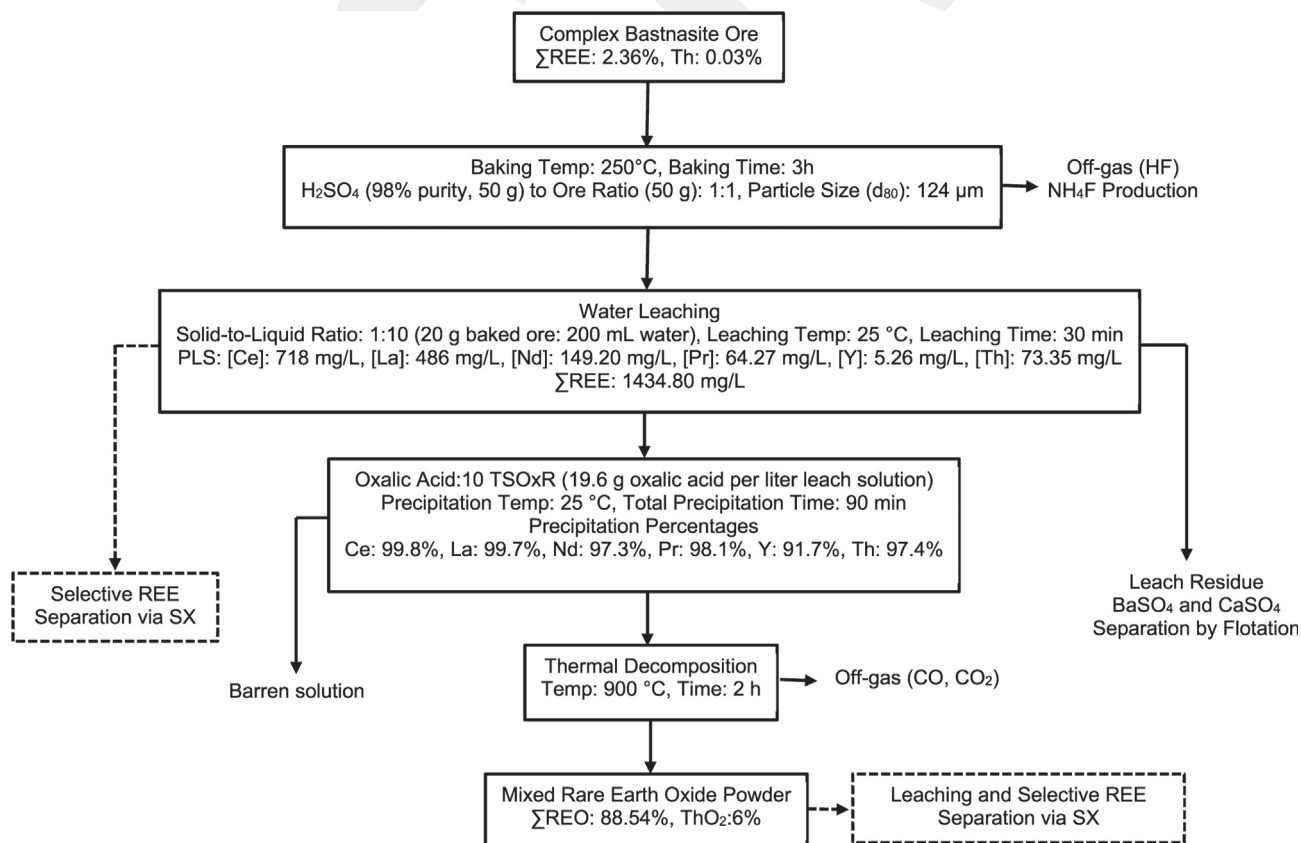 Complex Bastnasite Ore
∑REE: 2.36%, Th: 0.03%
Baking Temp: 250°C, Baking Time: 3h
H₂SO₄ (98% purity, 50 g) to Ore Ratio (50 g): 1:1, Particle Size (d₈₀): 124 µm
Off-gas (HF)
NH₄F Production
Water Leaching
Solid-to-Liquid Ratio: 1:10 (20 g baked ore: 200 mL water), Leaching Temp: 25 °C, Leaching Time: 30 min
PLS: [Ce]: 718 mg/L, [La]: 486 mg/L, [Nd]: 149.20 mg/L, [Pr]: 64.27 mg/L, [Y]: 5.26 mg/L, [Th]: 73.35 mg/L
∑REE: 1434.80 mg/L
Oxalic Acid:10 TSOxR (19.6 g oxalic acid per liter leach solution)
Precipitation Temp: 25 °C, Total Precipitation Time: 90 min
Precipitation Percentages
Ce: 99.8%, La: 99.7%, Nd: 97.3%, Pr: 98.1%, Y: 91.7%, Th: 97.4%
Selective REE
Separation via SX
Leach Residue
BaSO₄ and CaSO₄
Separation by Flotation
Barren solution
Thermal Decomposition
Temp: 900 °C, Time: 2 h
Off-gas (CO, CO₂)
Mixed Rare Earth Oxide Powder
∑REO: 88.54%, ThO₂:6%
Leaching and Selective REE
Separation via SX